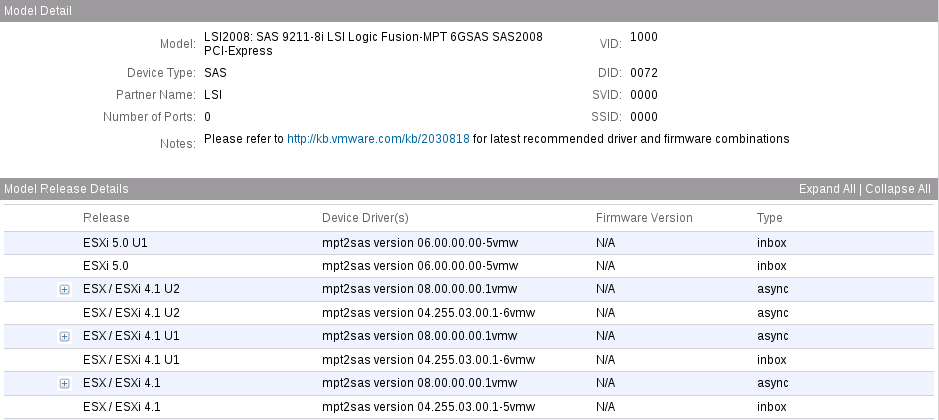 Model Detail
Model: LSI2008: SAS 9211-8i LSI Logic Fusion-MPT 6GSAS SAS2008 VID: 1000
PCI-Express
Device Type: SAS DID: 0072
Partner Name: LSI SVID: 0000
Number of Ports: 0 SSID: 0000
Notes: Please refer to http://kb.vmware.com/kb/2030818 for latest recommended driver and firmware combinations
Model Release Details Expand All | Collapse All
Release Device Driver(s) Firmware Version Type
ESXi 5.0 U1 mpt2sas version 06.00.00.00-5vmw N/A inbox
ESXi 5.0 mpt2sas version 06.00.00.00-5vmw N/A inbox
ESX / ESXi 4.1 U2 mpt2sas version 08.00.00.00.1vmw N/A async
ESX / ESXi 4.1 U2 mpt2sas version 04.255.03.00.1-6vmw N/A async
ESX / ESXi 4.1 U1 mpt2sas version 08.00.00.00.1vmw N/A async
ESX / ESXi 4.1 U1 mpt2sas version 04.255.03.00.1-6vmw N/A inbox
ESX / ESXi 4.1 mpt2sas version 08.00.00.00.1vmw N/A async
ESX / ESXi 4.1 mpt2sas version 04.255.03.00.1-5vmw N/A inbox